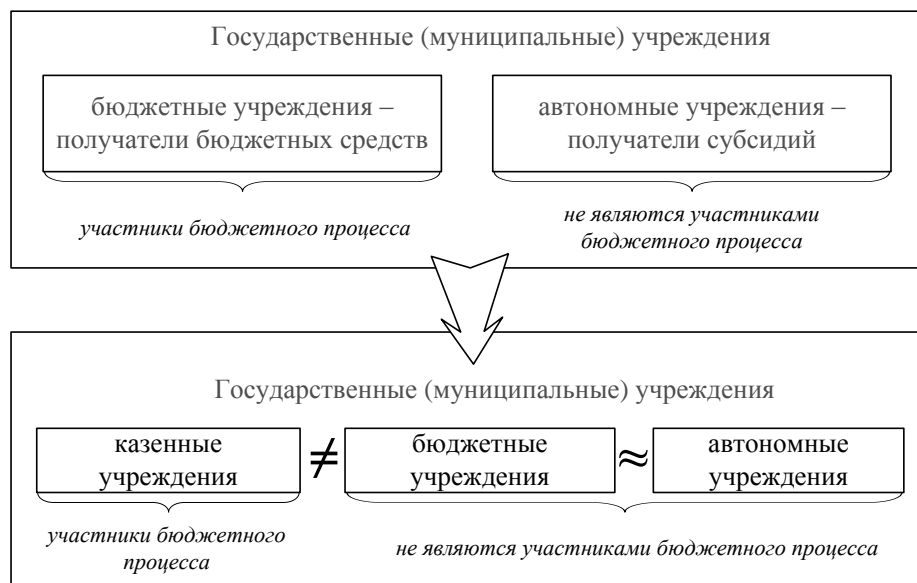 Государственные (муниципальные) учреждения
бюджетные учреждения –
получатели бюджетных средств
автономные учреждения –
получатели субсидий
участники бюджетного процесса
не являются участниками
бюджетного процесса
Государственные (муниципальные) учреждения
казенные
учреждения
≠
бюджетные
учреждения
≈
автономные
учреждения
участники бюджетного
процесса
не являются участниками бюджетного процесса